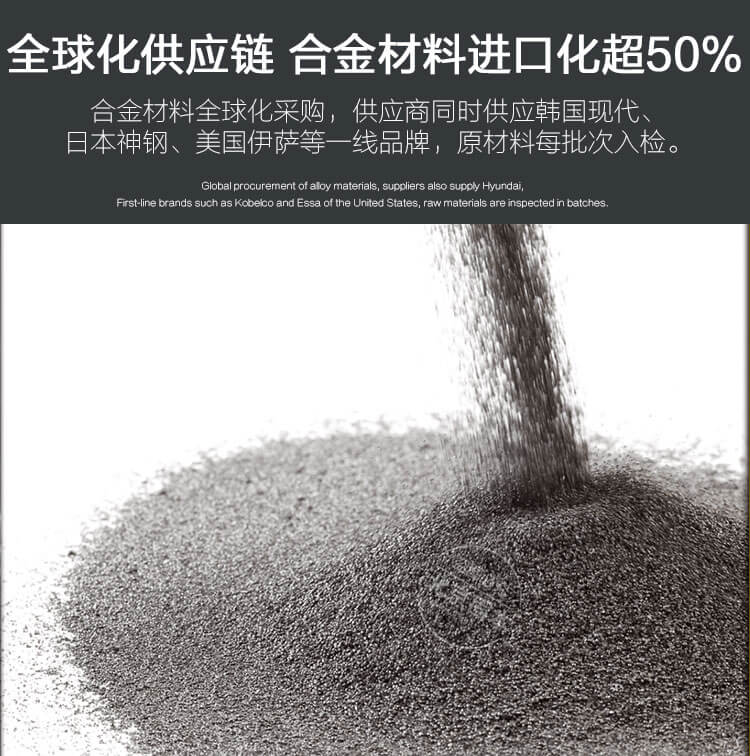 全球化供应链 合金材料进口化超50%
合金材料全球化采购，供应商同时供应韩国现代、
日本神钢、美国伊萨等一线品牌，原材料每批次入检。
Global procurement of alloy materials, suppliers also supply Hyundai,
First-line brands such as Kobelco and Essa of the United States, raw materials are inspected in batches.